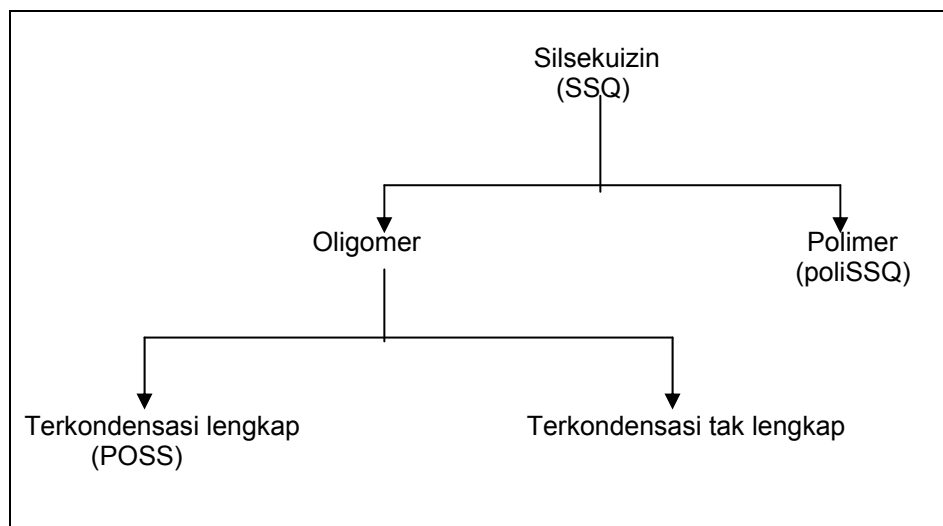 Silsekuizin
(SSQ)
Oligomer
Polimer
(poliSSQ)
Terkondensasi lengkap
(POSS)
Terkondensasi tak lengkap